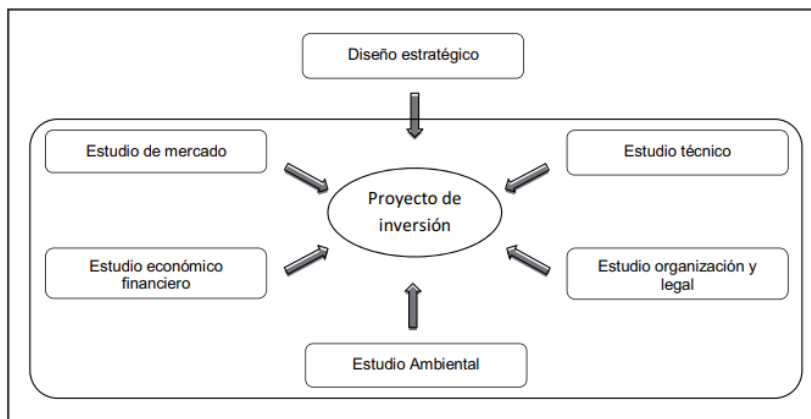 Diseño estratégico
Estudio de mercado
Estudio técnico
Proyecto de
inversión
Estudio económico
financiero
Estudio organización y
legal
Estudio Ambiental